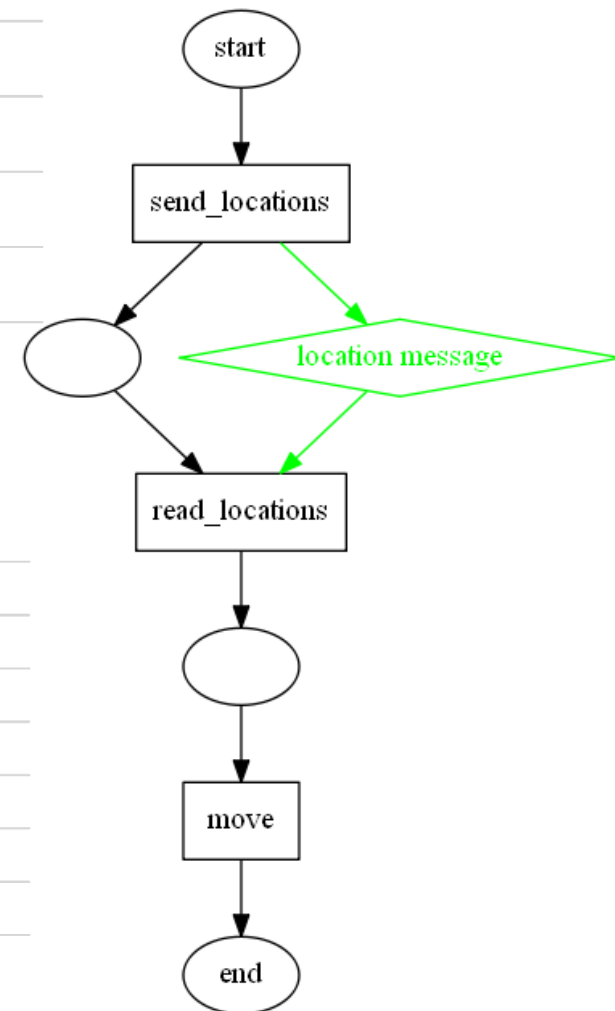 start
send_locations
location message
read_locations
move
end